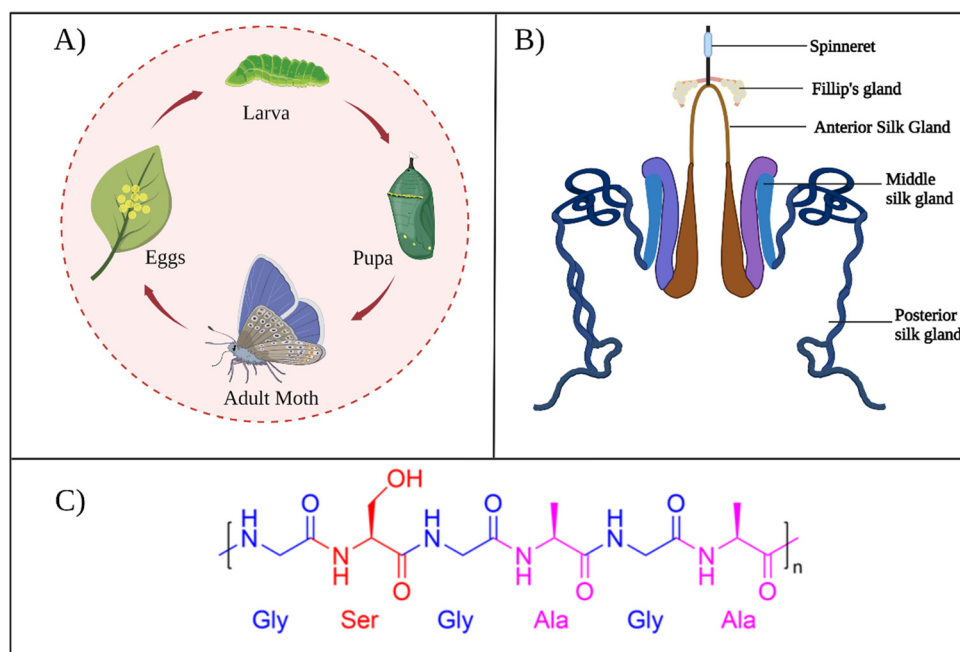 A)
Larva
Eggs
Pupa
Adult Moth
B)
Spinneret
Fillip's gland
Anterior Silk Gland
Middle
silk gland
Posterior
silk gland
C)
OH
H
N
O
H
N
O
H
N
O
N
H
O
N
H
O
N
H
O
n
Gly
Ser
Gly
Ala
Gly
Ala